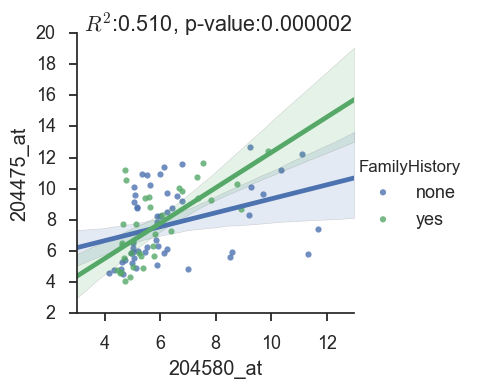 R²:0.510, p-value:0.000002
20
18
16
14
12
10
8
6
4
2
204475_at
4 6 8 10 12
204580_at
FamilyHistory
none
yes